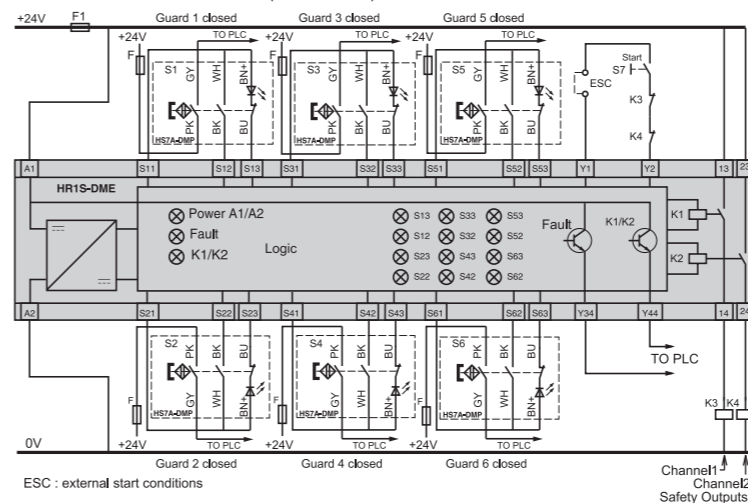 +24V F1 Guard 1 closed Guard 3 closed Guard 5 closed
+24V TO PLC +24V TO PLC +24V TO PLC
F S1 GY WH BN+ F S3 GY WH BN+ F S5 GY WH BN+ Start
S7
ESC
K3
PK BK BU PK BK BU PK BK BU K4
HS7A-DMP HS7A-DMP HS7A-DMP
A1 S11 S12 S13 S31 S32 S33 S51 S52 S53 Y1 Y2 13 23
HR1S-DME
Power A1/A2 S13 S33 S53 Fault K1/K2 K1
Fault S12 S32 S52
K1/K2 Logic S23 S43 S63 K2
S22 S42 S62
A2 S21 S22 S23 S41 S42 S43 S61 S62 S63 Y34 Y44 14 24
S2 PK BK BU S4 PK BK BU S6 PK BK BU TO PLC
F GY WH BN+ F GY WH BN+ F GY WH BN+ K3 K4
HS7A-DMP HS7A-DMP HS7A-DMP
0V +24V TO PLC +24V TO PLC +24V TO PLC
Guard 2 closed Guard 4 closed Guard 6 closed
ESC : external start conditions
Channel1
Channel2
Safety Outputs